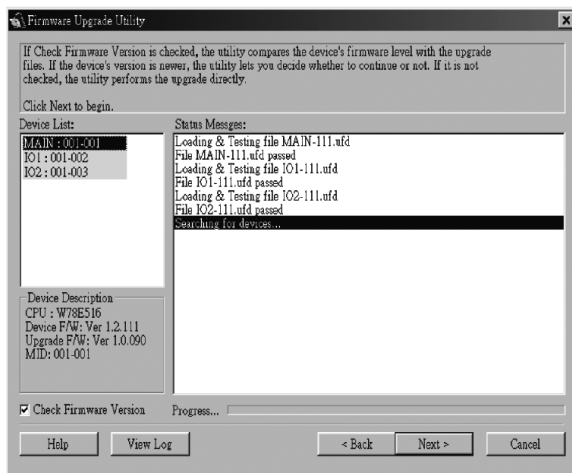 Firmware Upgrade Utility
If Check Firmware Version is checked, the utility compares the device's firmware level with the upgrade
files. If the device's version is newer, the utility lets you decide whether to continue or not. If it is not
checked, the utility performs the upgrade directly.
Click Next to begin.
Device List:
MAIN : 001-001
IO1 : 001-002
IO2 : 001-003
Status Messges:
Loading & Testing file MAIN-111.ufd
File MAIN-111.ufd passed
Loading & Testing file IO1-111.ufd
File IO1-111.ufd passed
Loading & Testing file IO2-111.ufd
File IO2-111.ufd passed
Searching for devices...
Device Description
CPU : W78E516
Device F/W: Ver 1.2.111
Upgrade F/W: Ver 1.0.090
MID: 001-001
Check Firmware Version
Progress...
Help
View Log
< Back
Next >
Cancel